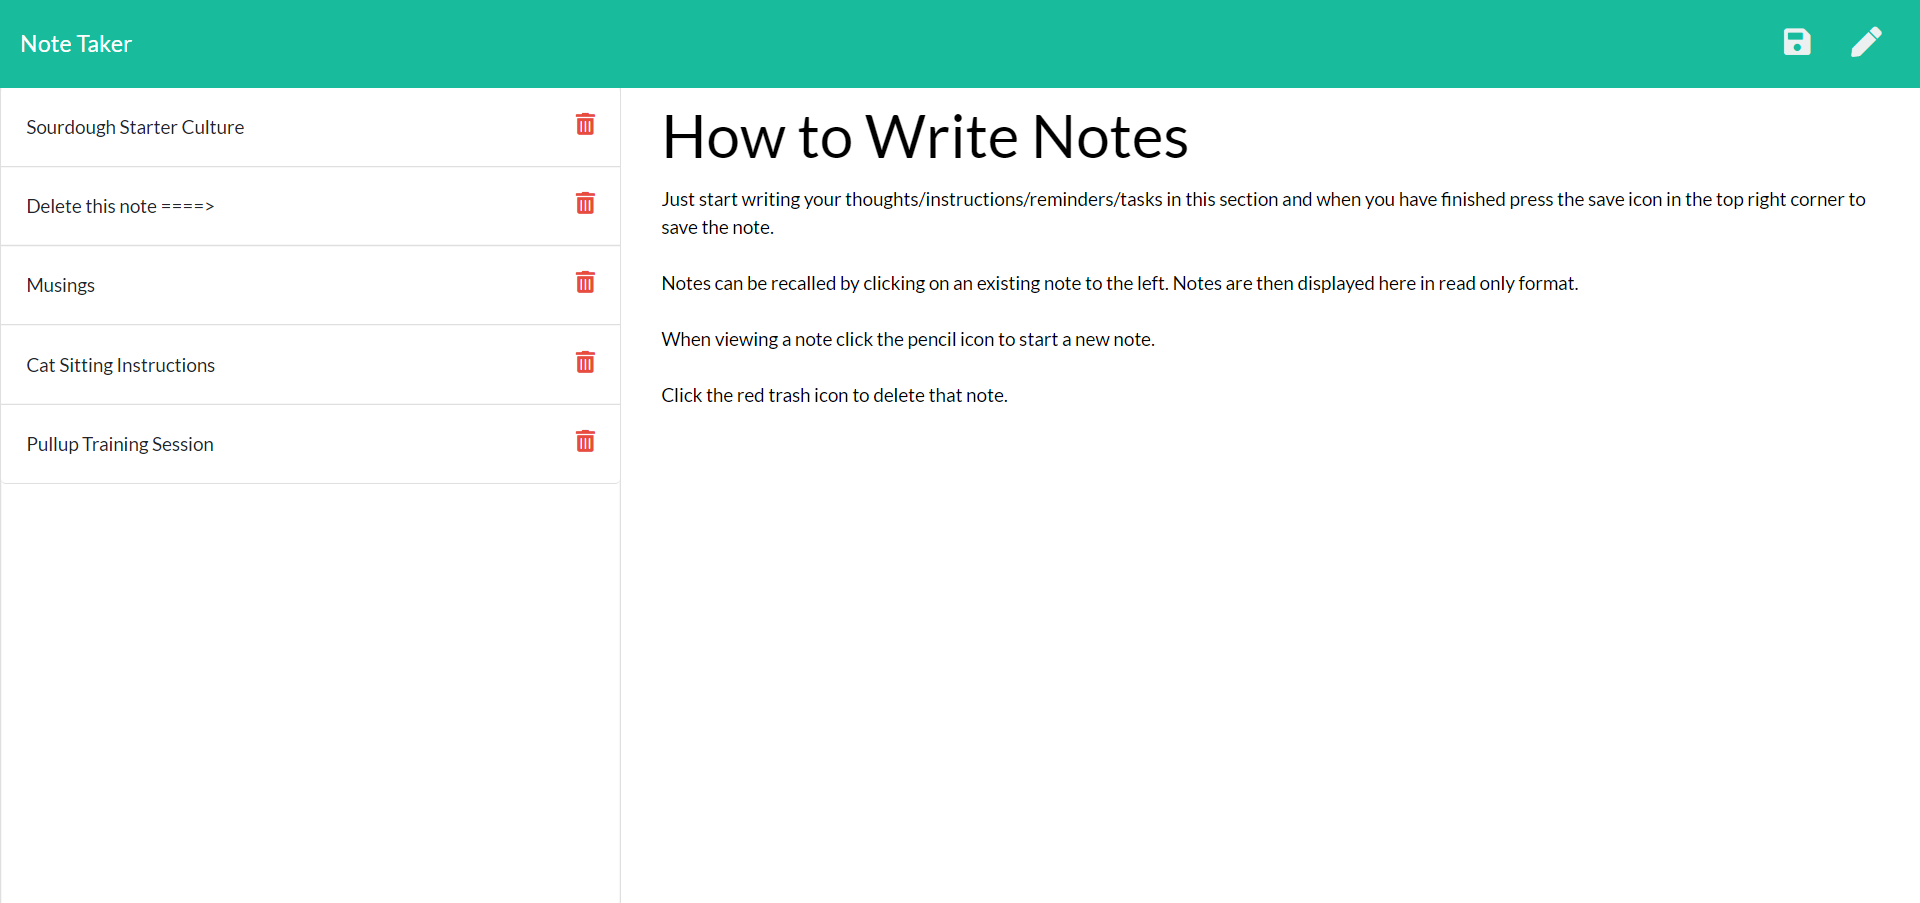 Note Taker
Sourdough Starter Culture
Delete this note ====>
Musings
Cat Sitting Instructions
Pullup Training Session
How to Write Notes
Just start writing your thoughts/instructions/reminders/tasks in this section and when you have finished press the save icon in the top right corner to
save the note.
Notes can be recalled by clicking on an existing note to the left. Notes are then displayed here in read only format.
When viewing a note click the pencil icon to start a new note.
Click the red trash icon to delete that note.